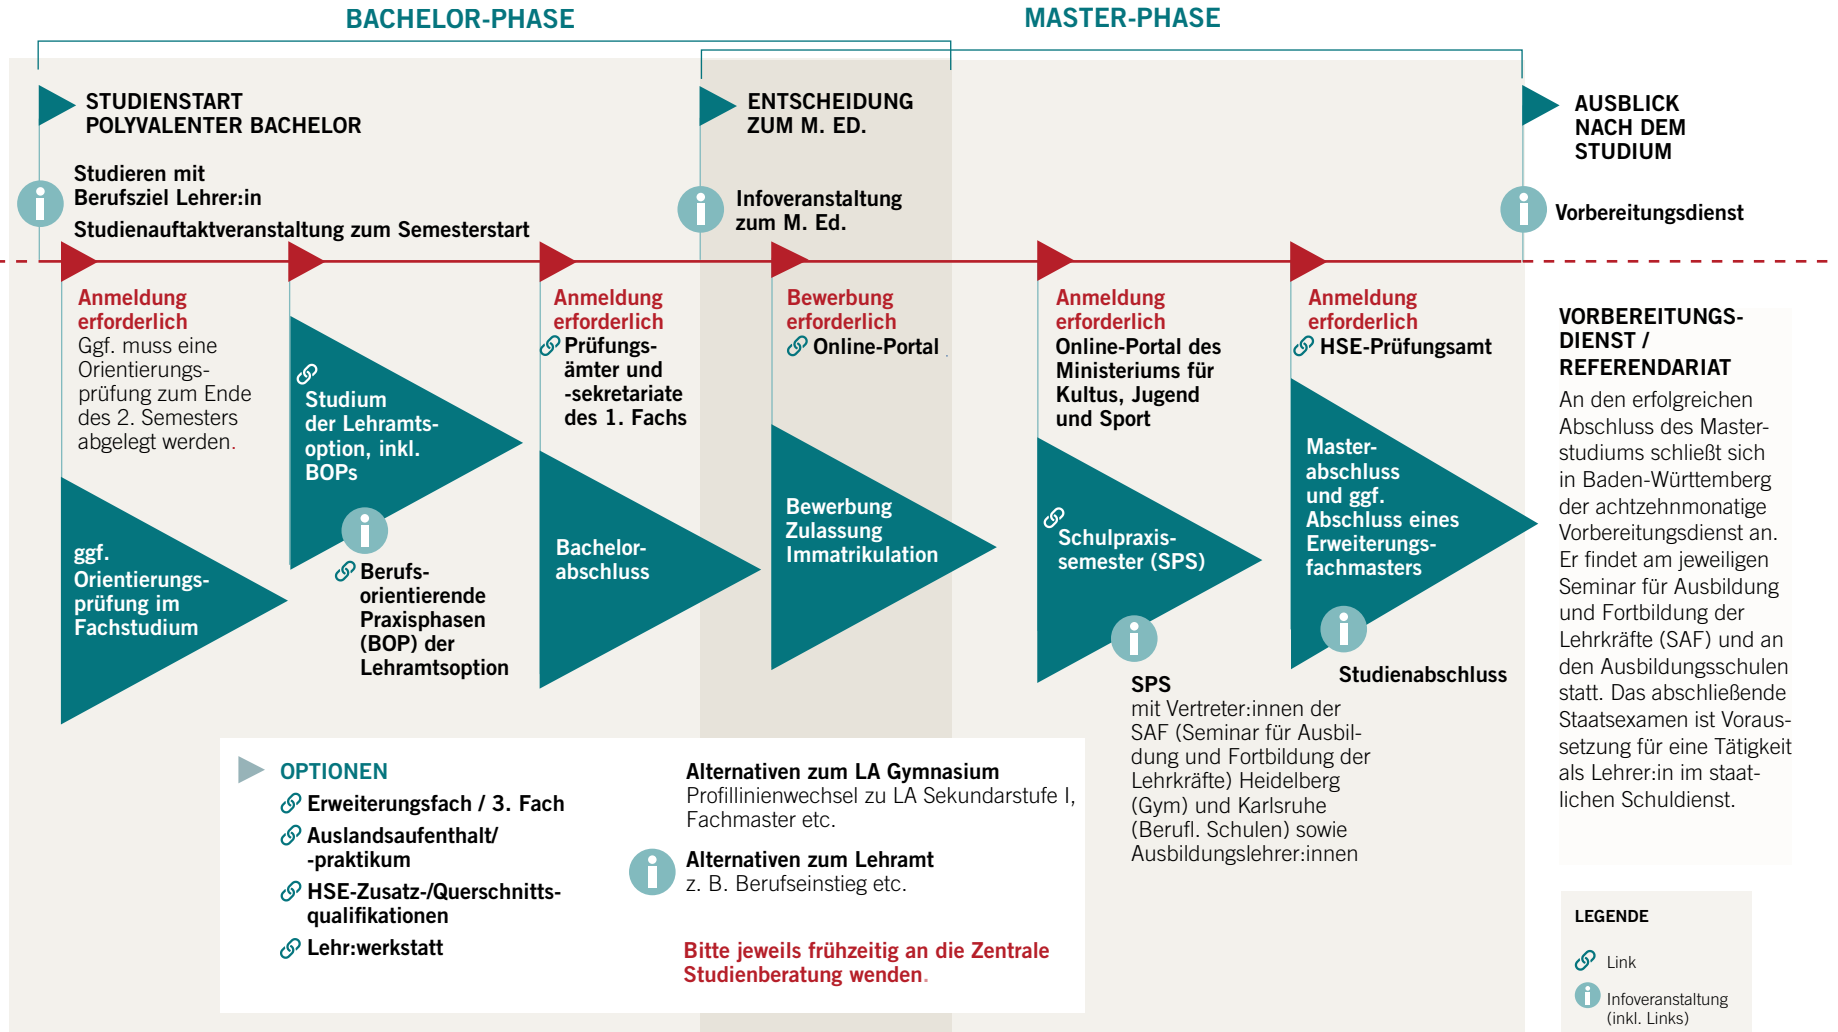 BACHELOR-PHASE
MASTER-PHASE
STUDIENSTART
POLYVALENTER BACHELOR
Studieren mit
Berufsziel Lehrer:in
Studienauftaktveranstaltung zum Semesterstart
ENTSCHEIDUNG
ZUM M. ED.
Infoveranstaltung
zum M. Ed.
AUSBLICK
NACH DEM
STUDIUM
Vorbereitungsdienst
Anmeldung
erforderlich
Ggf. muss eine
Orientierungs-
prüfung zum Ende
des 2. Semesters
abgelegt werden.
ggf.
Orientierungs-
prüfung im
Fachstudium
Studium
der Lehramts-
option, inkl.
BOPs
Berufs-
orientierende
Praxisphasen
(BOP) der
Lehramtsoption
Anmeldung
erforderlich
Prüfungs-
ämter und
-sekretariate
des 1. Fachs
Bachelor-
abschluss
Bewerbung
erforderlich
Online-Portal
Bewerbung
Zulassung
Immatrikulation
Anmeldung
erforderlich
Online-Portal des
Ministeriums für
Kultus, Jugend
und Sport
Schulpraxis-
semester (SPS)
SPS
mit Vertreter:innen der
SAF (Seminar für Ausbil-
dung und Fortbildung der
Lehrkräfte) Heidelberg
(Gym) und Karlsruhe
(Berufl. Schulen) sowie
Ausbildungslehrer:innen
Anmeldung
erforderlich
HSE-Prüfungsamt
Master-
abschluss
und ggf.
Abschluss eines
Erweiterungs-
fachmasters
Studienabschluss
VORBEREITUNGS-
DIENST /
REFERENDARIAT
An den erfolgreichen
Abschluss des Master-
studiums schließt sich
in Baden-Württemberg
der achtzehnmonatige
Vorbereitungsdienst an.
Er findet am jeweiligen
Seminar für Ausbildung
und Fortbildung der
Lehrkräfte (SAF) und an
den Ausbildungsschulen
statt. Das abschließende
Staatsexamen ist Voraus-
setzung für eine Tätigkeit
als Lehrer:in im staat-
lichen Schuldienst.
OPTIONEN
Erweiterungsfach / 3. Fach
Auslandsaufenthalt/
-praktikum
HSE-Zusatz-/Querschnitts-
qualifikationen
Lehr:werkstatt
Alternativen zum LA Gymnasium
Profillinienwechsel zu LA Sekundarstufe I,
Fachmaster etc.
Alternativen zum Lehramt
z. B. Berufseinstieg etc.
Bitte jeweils frühzeitig an die Zentrale
Studienberatung wenden.
LEGENDE
Link
Infoveranstaltung
(inkl. Links)